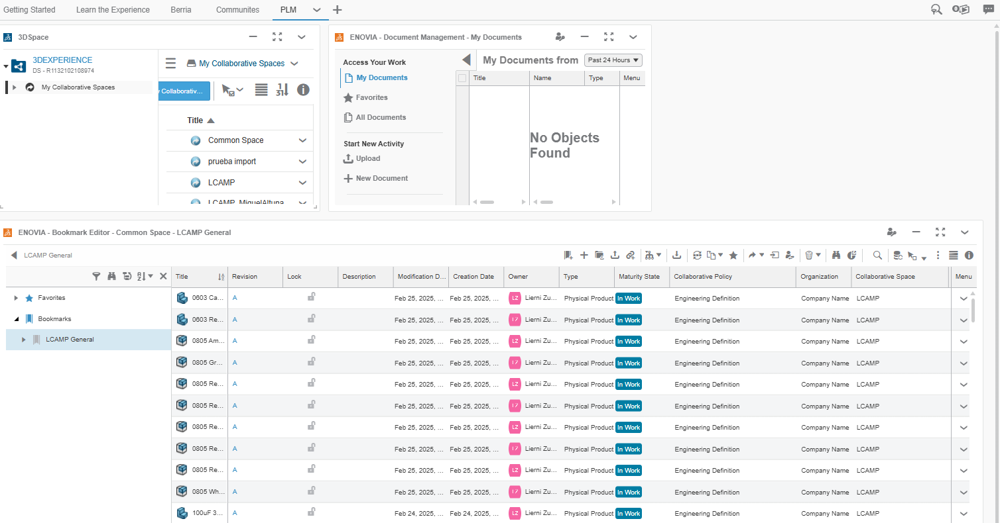 Getting Started Learn the Experience Berria Communites PLM
0
3DSpace
3DEXPERIENCE
DS - R1132102108974
My Collaborative Spaces
My Collaborative Spaces
Collaborativ...
Title
Common Space
prueba import
LCAMP
LCAMP_MiguelAltuna
ENOVIA - Document Management - My Documents
Access Your Work
My Documents
Favorites
All Documents
Start New Activity
Upload
New Document
My Documents from Past 24 Hours
Title Name Type Menu
No Objects
Found
ENOVIA - Bookmark Editor - Common Space - LCAMP General
LCAMP General
Favorites
Bookmarks
LCAMP General
Title Revision Lock Description Modification D... Creation Date Owner Type Maturity State Collaborative Policy Organization Collaborative Space Menu
0603 Ca... A Feb 25, 2025, ... Feb 25, 2025, ... LZ Lierni Zu... Physical Product In Work Engineering Definition Company Name LCAMP
0603 Re... A Feb 25, 2025, ... Feb 25, 2025, ... LZ Lierni Zu... Physical Product In Work Engineering Definition Company Name LCAMP
0805 Am... A Feb 25, 2025, ... Feb 25, 2025, ... LZ Lierni Zu... Physical Product In Work Engineering Definition Company Name LCAMP
0805 Gr... A Feb 25, 2025, ... Feb 25, 2025, ... LZ Lierni Zu... Physical Product In Work Engineering Definition Company Name LCAMP
0805 Re... A Feb 25, 2025, ... Feb 25, 2025, ... LZ Lierni Zu... Physical Product In Work Engineering Definition Company Name LCAMP
0805 Re... A Feb 25, 2025, ... Feb 25, 2025, ... LZ Lierni Zu... Physical Product In Work Engineering Definition Company Name LCAMP
0805 Re... A Feb 25, 2025, ... Feb 25, 2025, ... LZ Lierni Zu... Physical Product In Work Engineering Definition Company Name LCAMP
0805 Re... A Feb 25, 2025, ... Feb 25, 2025, ... LZ Lierni Zu... Physical Product In Work Engineering Definition Company Name LCAMP
0805 Re... A Feb 25, 2025, ... Feb 25, 2025, ... LZ Lierni Zu... Physical Product In Work Engineering Definition Company Name LCAMP
0805 Wh... A Feb 25, 2025, ... Feb 25, 2025, ... LZ Lierni Zu... Physical Product In Work Engineering Definition Company Name LCAMP
100uF 3... A Feb 24, 2025, ... Feb 24, 2025, ... LZ Lierni Zu... Physical Product In Work Engineering Definition Company Name LCAMP